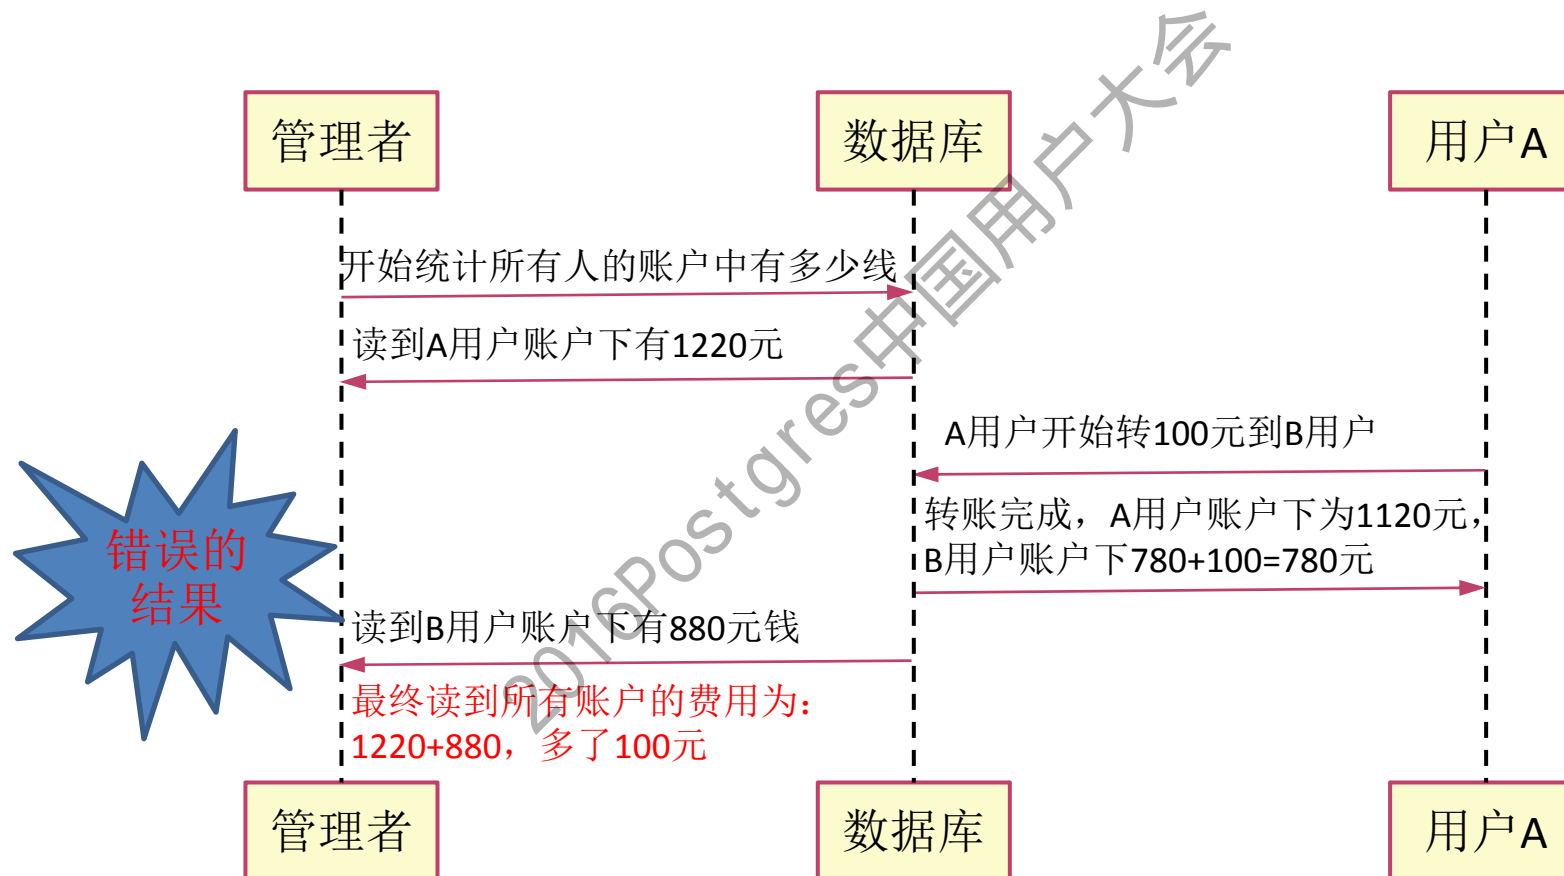 管理者
数据库
用户A
开始统计所有人的账户中有多少线
读到A用户账户下有1220元
A用户开始转100元到B用户
转账完成，A用户账户下为1120元，
B用户账户下780+100=780元
错误的
结果
读到B用户账户下有880元钱
最终读到所有账户的费用为：
1220+880，多了100元
管理者
数据库
用户A
2016Postgres中国用户大会